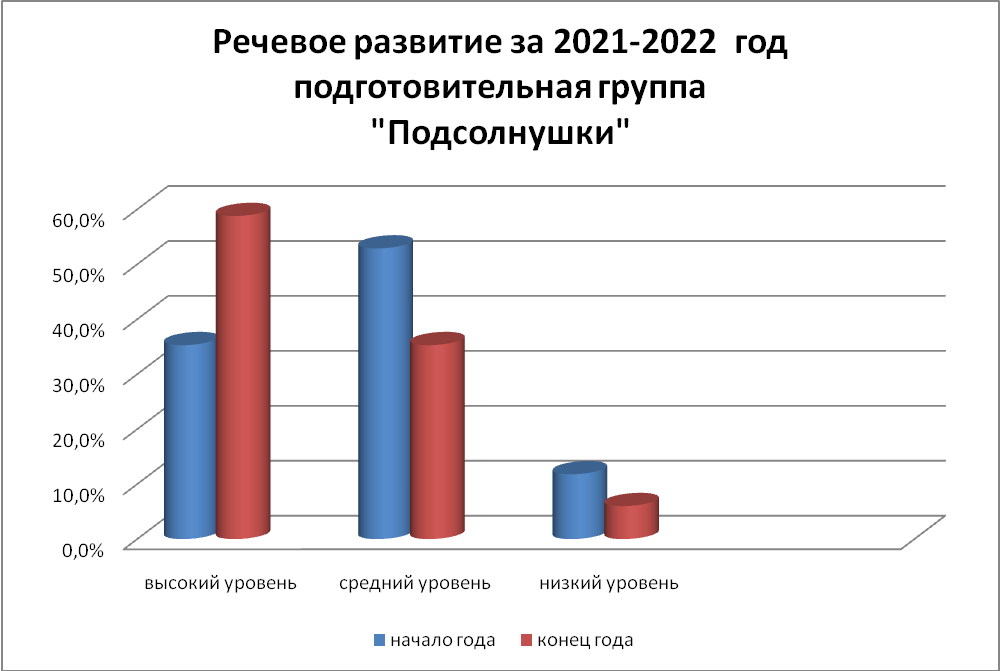 Речевое развитие за 2021-2022 год
подготовительная группа
"Подсолнушки"
60,0%
50,0%
40,0%
30,0%
20,0%
10,0%
0,0%
высокий уровень средний уровень низкий уровень
начало года конец года